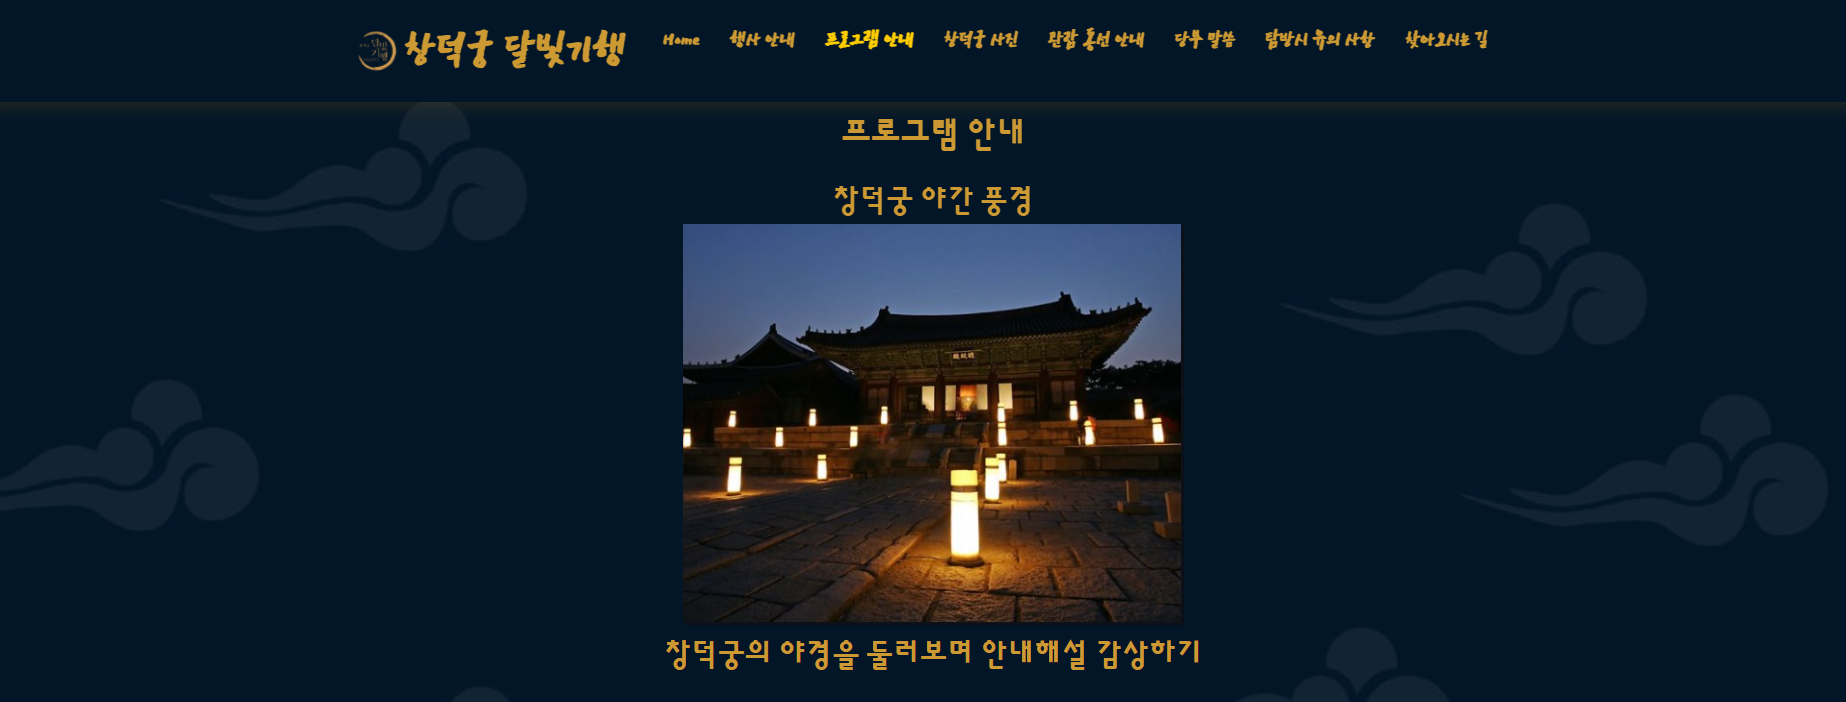 창덕궁 달빛기행
Home 행사 안내 프로그램 안내 창덕궁 사진 관람 동선 안내 당부 말씀 탐방시 유의 사항 찾아오시는 길
프로그램 안내
창덕궁 야간 풍경
창덕궁의 야경을 둘러보며 안내해설 감상하기